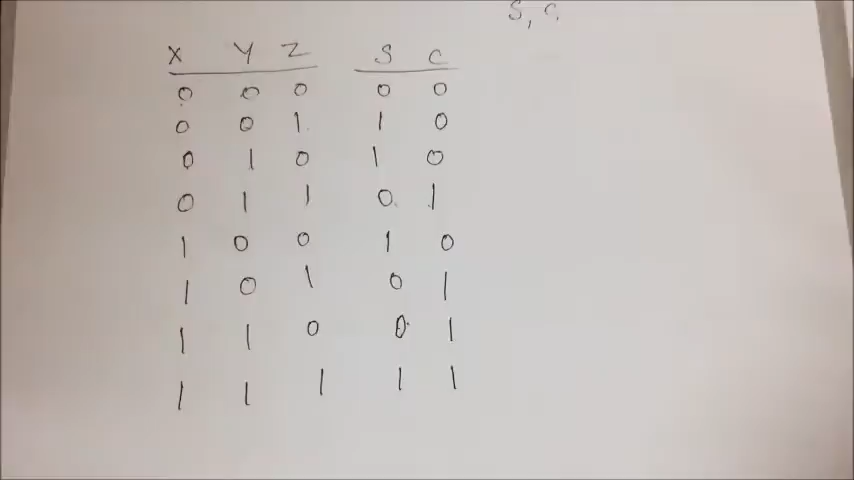 S, C
X Y Z S C
0 0 0 0 0
0 0 1 1 0
0 1 0 1 0
0 1 1 0 1
1 0 0 1 0
1 0 1 0 1
1 1 0 0 1
1 1 1 1 1